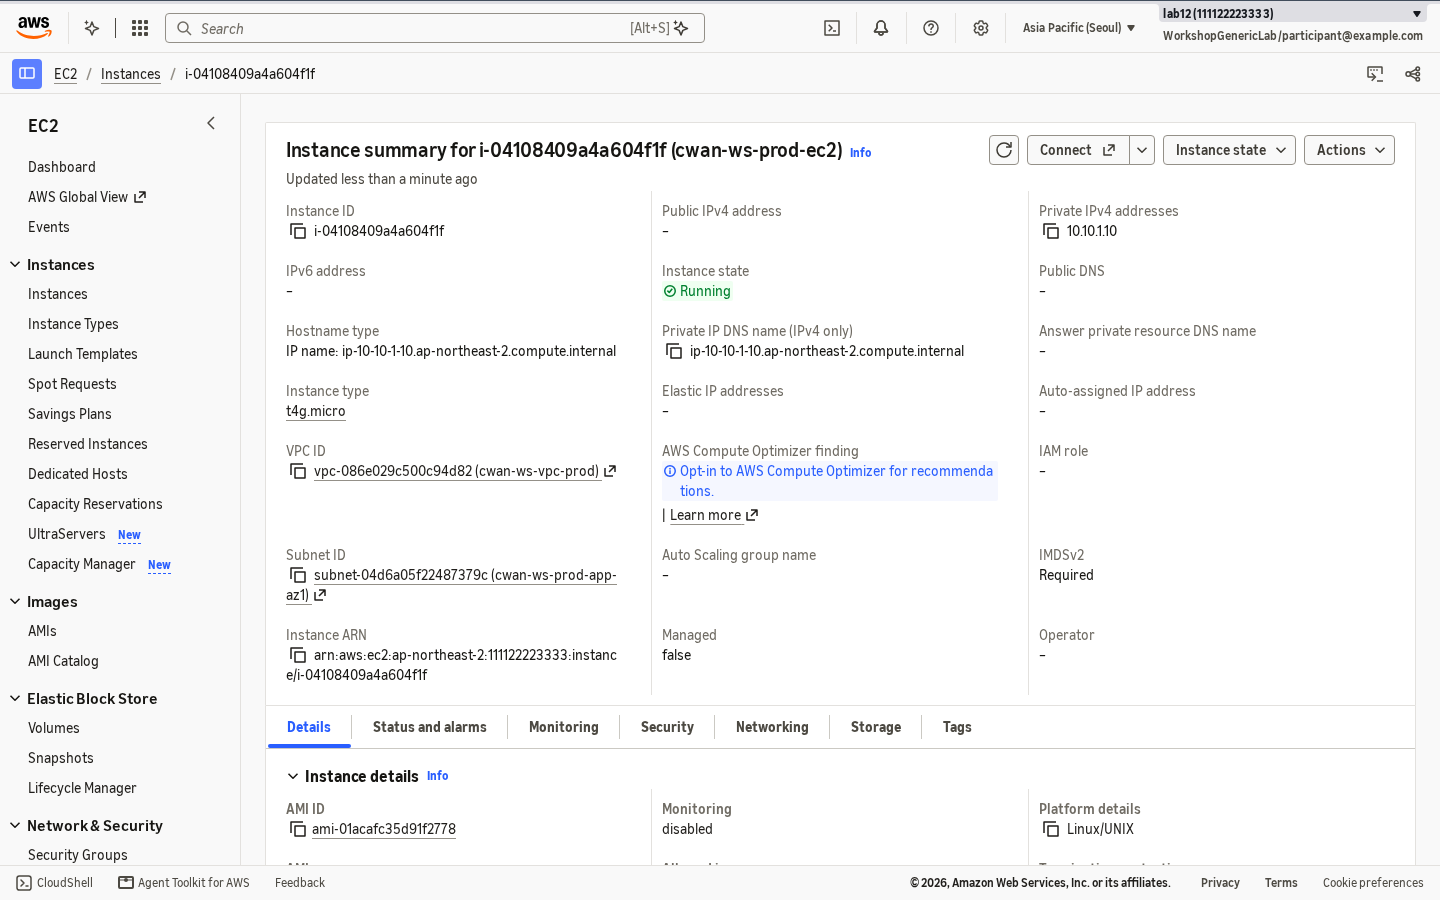 aws
Search
[Alt+S]
Asia Pacific (Seoul)
lab12 (111122223333)
WorkshopGenericLab/participant@example.com
EC2 / Instances / i-04108409a4a604f1f
EC2
Dashboard
AWS Global View
Events
Instances
Instances
Instance Types
Launch Templates
Spot Requests
Savings Plans
Reserved Instances
Dedicated Hosts
Capacity Reservations
UltraServers New
Capacity Manager New
Images
AMIs
AMI Catalog
Elastic Block Store
Volumes
Snapshots
Lifecycle Manager
Network & Security
Security Groups
Instance summary for i-04108409a4a604f1f (cwan-ws-prod-ec2) Info
Connect
Instance state
Actions
Updated less than a minute ago
Instance ID
i-04108409a4a604f1f
Public IPv4 address
–
Private IPv4 addresses
10.10.1.10
IPv6 address
–
Instance state
Running
Public DNS
–
Hostname type
IP name: ip-10-10-1-10.ap-northeast-2.compute.internal
Private IP DNS name (IPv4 only)
ip-10-10-1-10.ap-northeast-2.compute.internal
Answer private resource DNS name
–
Instance type
t4g.micro
Elastic IP addresses
–
Auto-assigned IP address
–
VPC ID
vpc-086e029c500c94d82 (cwan-ws-vpc-prod)
AWS Compute Optimizer finding
Opt-in to AWS Compute Optimizer for recommenda
tions.
| Learn more
IAM role
–
Subnet ID
subnet-04d6a05f22487379c (cwan-ws-prod-app-
az1)
Auto Scaling group name
–
IMDSv2
Required
Instance ARN
arn:aws:ec2:ap-northeast-2:111122223333:instanc
e/i-04108409a4a604f1f
Managed
false
Operator
–
Details
Status and alarms
Monitoring
Security
Networking
Storage
Tags
Instance details Info
AMI ID
ami-01acafc35d91f2778
Monitoring
disabled
Platform details
Linux/UNIX
CloudShell
Agent Toolkit for AWS
Feedback
© 2026, Amazon Web Services, Inc. or its affiliates.
Privacy
Terms
Cookie preferences